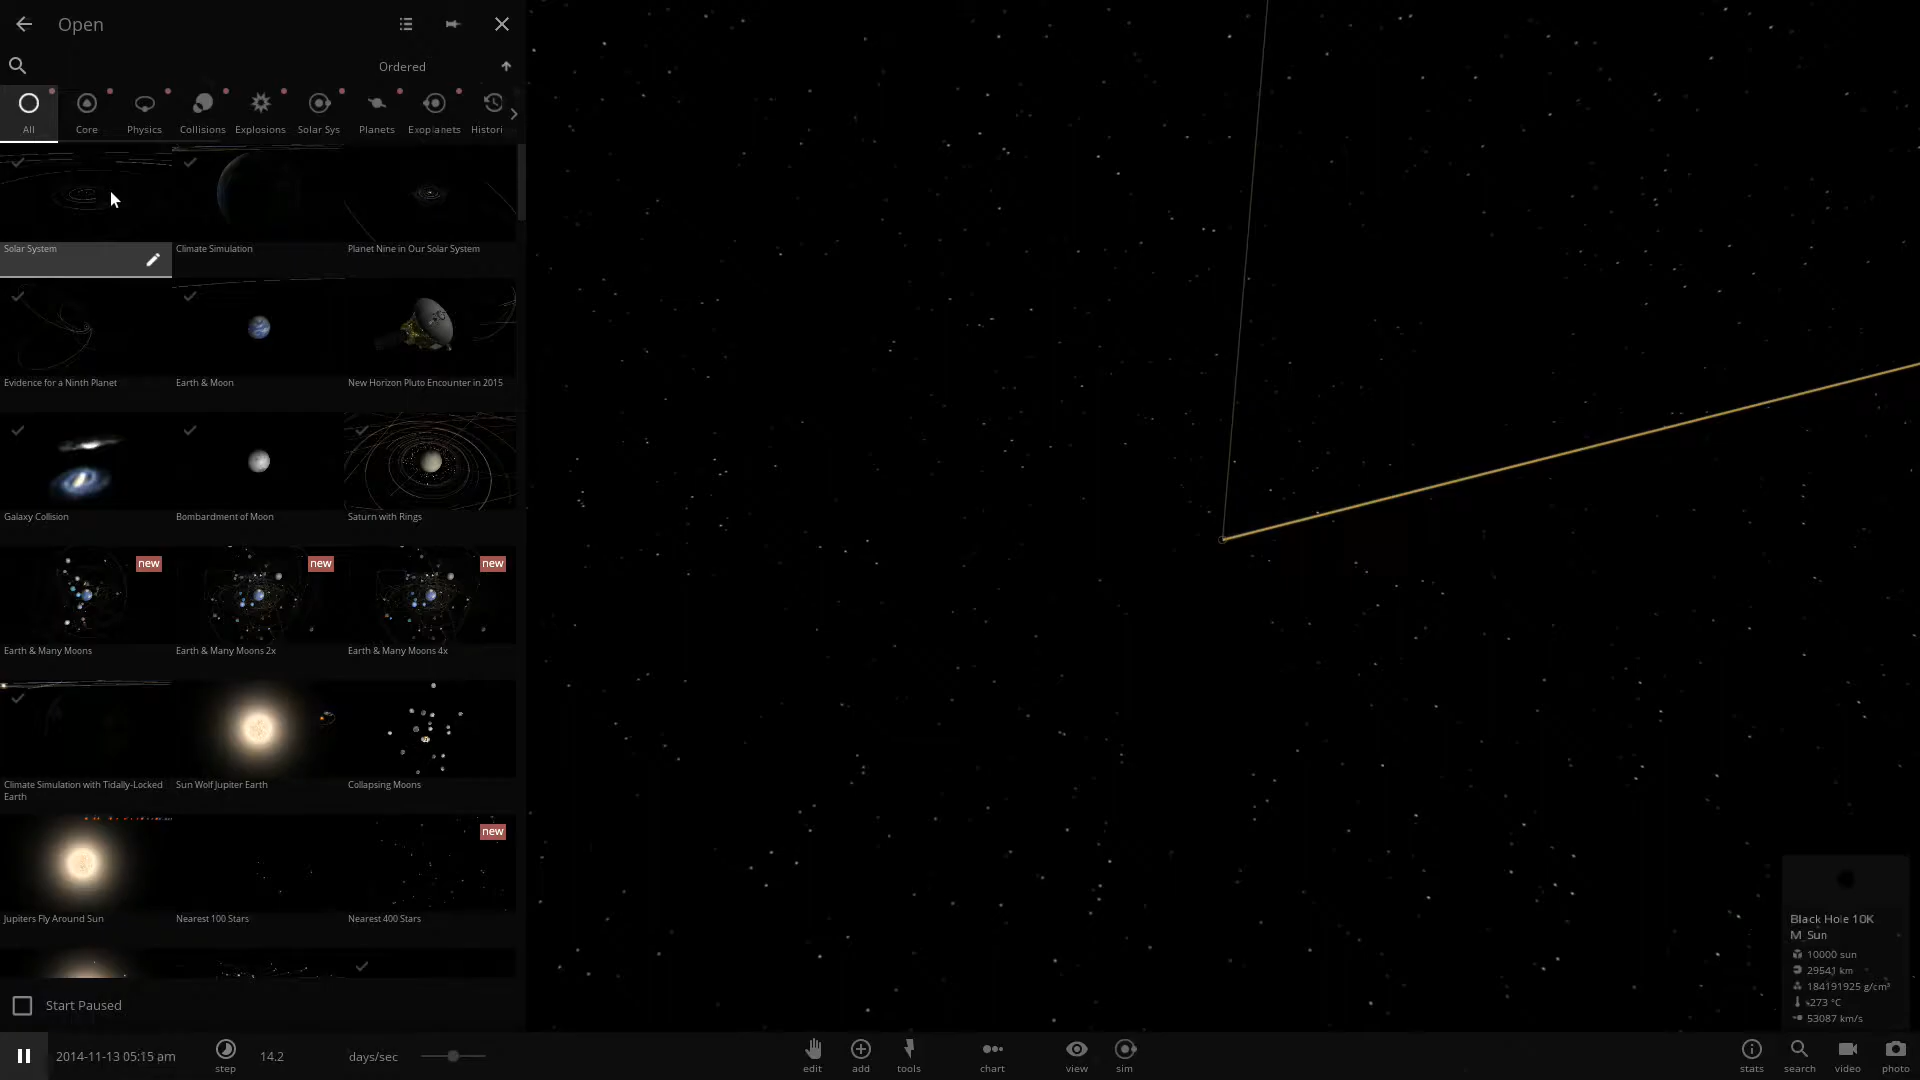 Open
Ordered
All
Core
Physics
Collisions
Explosions
Solar Sys
Planets
Exoplanets
Histori
Solar System
Climate Simulation
Planet Nine in Our Solar System
Evidence for a Ninth Planet
Earth & Moon
New Horizon Pluto Encounter in 2015
Galaxy Collision
Bombardment of Moon
Saturn with Rings
new
new
new
Earth & Many Moons
Earth & Many Moons 2x
Earth & Many Moons 4x
Climate Simulation with Tidally-Locked
Earth
Sun Wolf Jupiter Earth
Collapsing Moons
new
Jupiters Fly Around Sun
Nearest 100 Stars
Nearest 400 Stars
Start Paused
Black Hole 10K
M_Sun
10000 sun
29541 km
184191925 g/cm³
-273 °C
53087 km/s
2014-11-13 05:15 am
step
14.2
days/sec
edit
add
tools
chart
view
sim
stats
search
video
photo